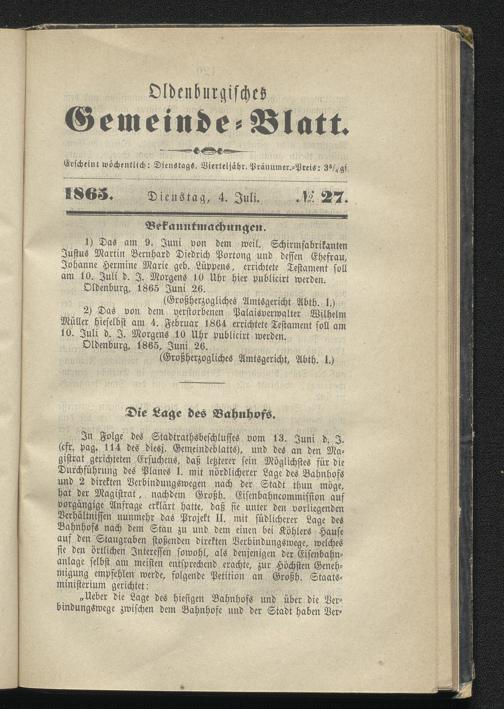 Oldenburgisches
Gemeinde-Blatt.
Erscheint wöchentlich: Dienstags. Vierteljähr. Pränumer.-Preis: 3¾ gf
1865. Dienstag, 4. Juli. № 27.
Bekanntmachungen.
1) Das am 9. Juni von dem weil. Schirmfabrikanten
Justus Martin Bernhard Diedrich Portong und dessen Ehefrau,
Johanne Hermine Marie geb. Lüppens, errichtete Testament soll
am 10. Juli d. J. Morgens 10 Uhr hier publicirt werden.
Oldenburg, 1865 Juni 26.
(Großherzogliches Amtsgericht Abth. I.)
2) Das von dem verstorbenen Palaisverwalter Wilhelm
Müller hieselbst am 4. Februar 1864 errichtete Testament soll am
10. Juli d. J. Morgens 10 Uhr publicirt werden.
Oldenburg, 1865, Juni 26.
(Großherzogliches Amtsgericht, Abth. I.)
Die Lage des Bahnhofs.
In Folge des Stadtrathsbeschlusses vom 13. Juni d. J.
(cfr. pag. 114 des diesj. Gemeindeblatts), und des an den Ma-
gistrat gerichteten Ersuchens, daß letzterer sein Möglichstes für die
Durchführung des Planes I. mit nördlicherer Lage des Bahnhofs
und 2 direkten Verbindungswegen nach der Stadt thun möge,
hat der Magistrat, nachdem Großh. Eisenbahncommission auf
vorgängige Anfrage erklärt hatte, daß sie unter den vorliegenden
Verhältnissen nunmehr das Projekt II. mit südlicherer Lage des
Bahnhofs nach dem Stau zu und dem einen bei Köhlers Hause
auf den Staugraben stoßenden direkten Verbindungswege, welches
sie den örtlichen Interessen sowohl, als denjenigen der Eisenbahn-
anlage selbst am meisten entsprechend erachte, zur Höchsten Geneh-
migung empfehlen werde, folgende Petition an Großh. Staats-
ministerium gerichtet:
„Ueber die Lage des hiesigen Bahnhofs und über die Ver-
bindungswege zwischen dem Bahnhofe und der Stadt haben Ver-